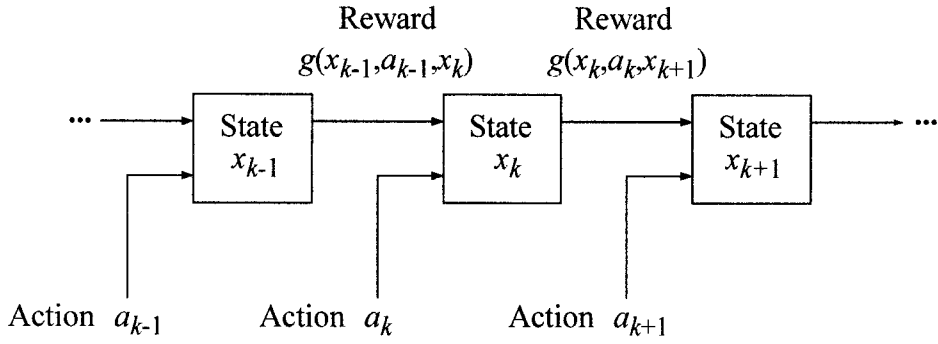 Reward Reward
g(x_{k-1},a_{k-1},x_k) g(x_k,a_k,x_{k+1})
... State State State ...
x_{k-1} x_k x_{k+1}
Action a_{k-1} Action a_k Action a_{k+1}